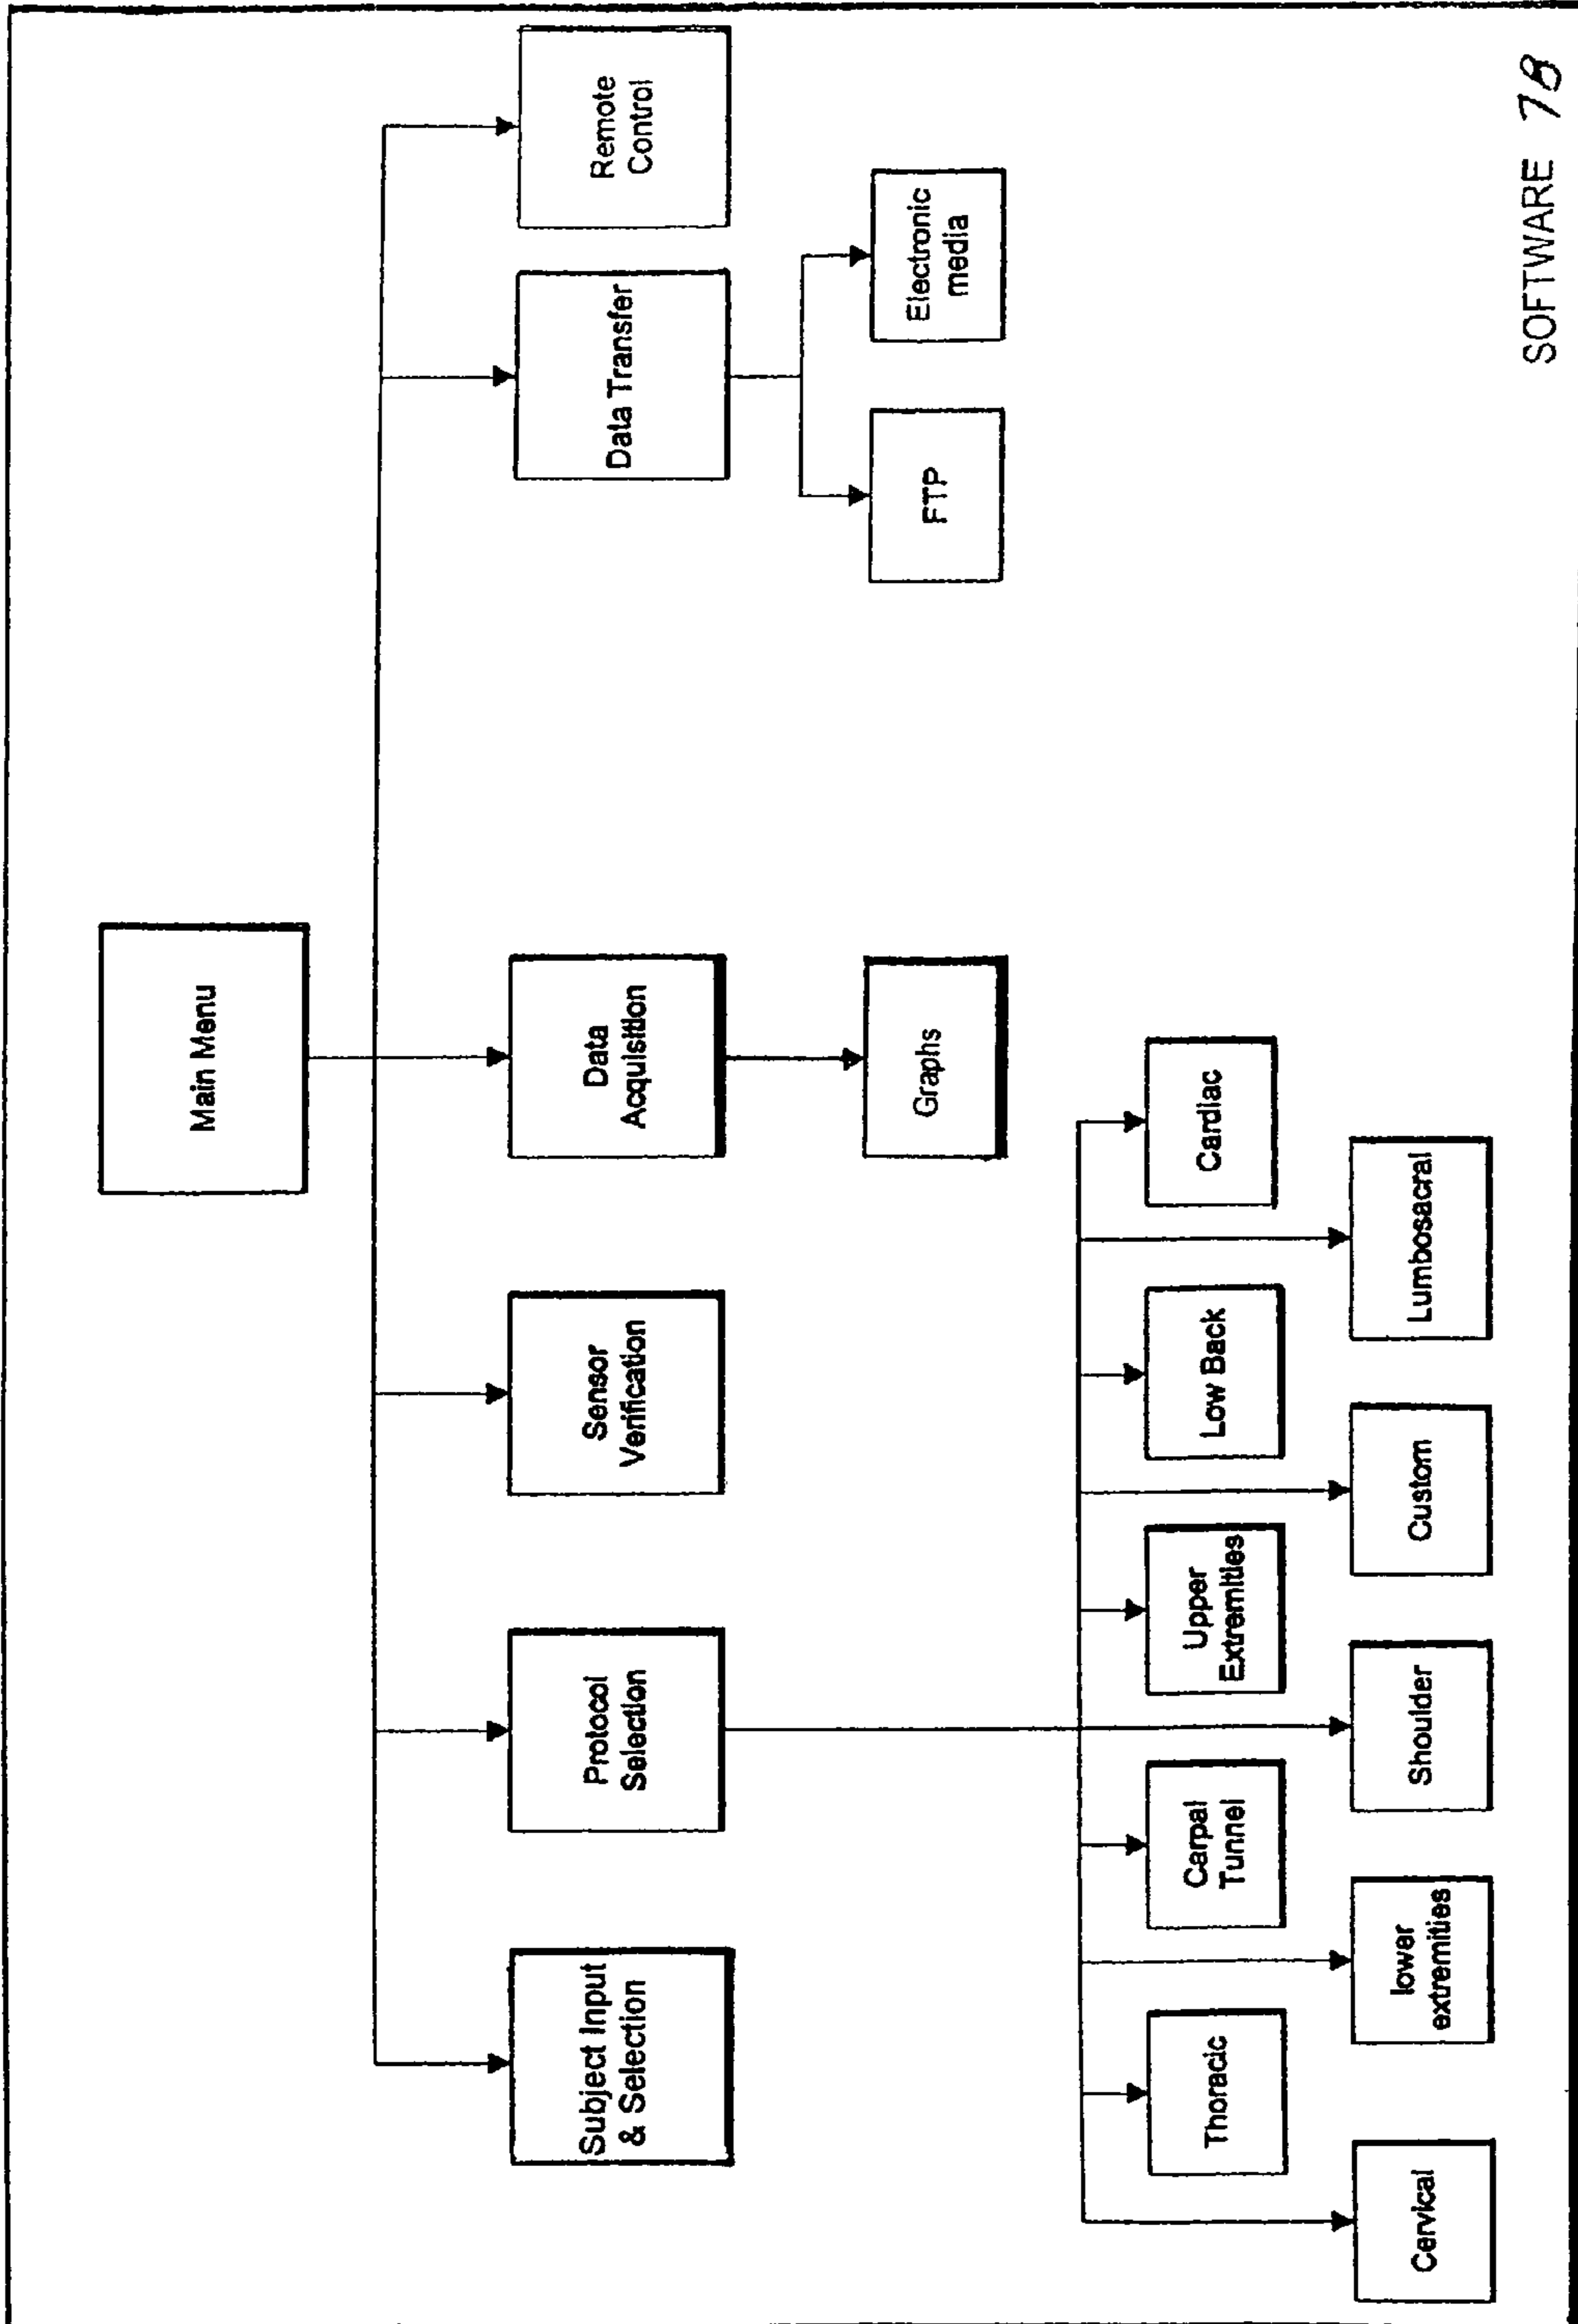 Main Menu
Subject Input
& Selection
Protocol
Selection
Sensor
Verification
Data
Acquisition
Data Transfer
Remote
Control
Graphs
FTP
Electronic
media
Thoracic
Carpal
Tunnel
Upper
Extremities
Low Back
Cardiac
Cervical
lower
extremities
Shoulder
Custom
Lumbosacral
SOFTWARE 78